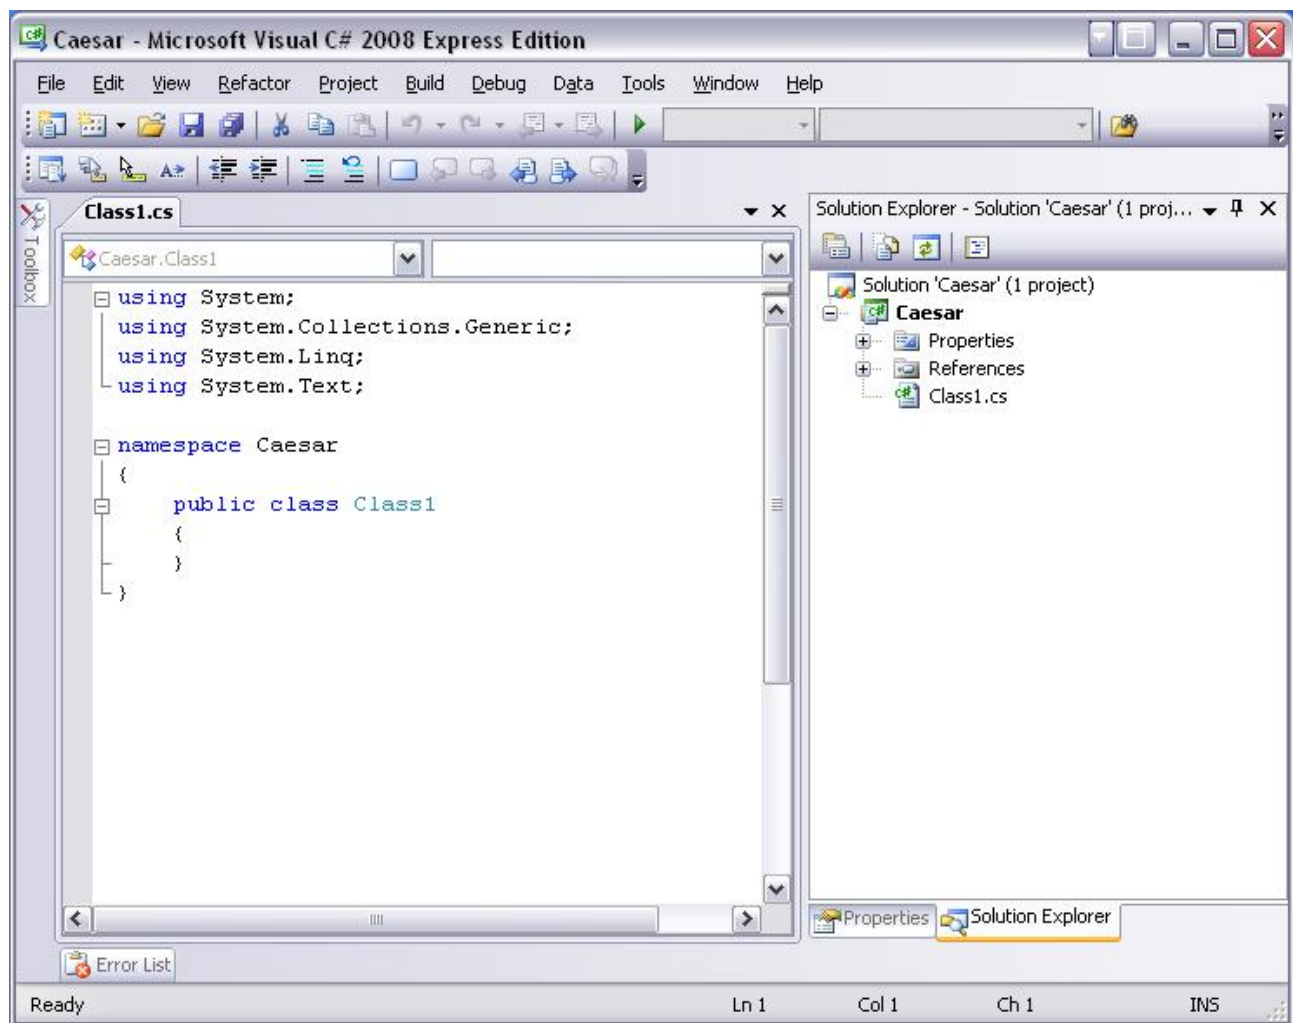 Caesar - Microsoft Visual C# 2008 Express Edition
File Edit View Refactor Project Build Debug Data Tools Window Help
Toolbox
Class1.cs
Caesar.Class1
using System;
using System.Collections.Generic;
using System.Linq;
using System.Text;
namespace Caesar
{
public class Class1
{
}
}
Solution Explorer - Solution 'Caesar' (1 proj...
Solution 'Caesar' (1 project)
C# Caesar
Properties
References
C# Class1.cs
Properties Solution Explorer
Error List
Ready Ln 1 Col 1 Ch 1 INS